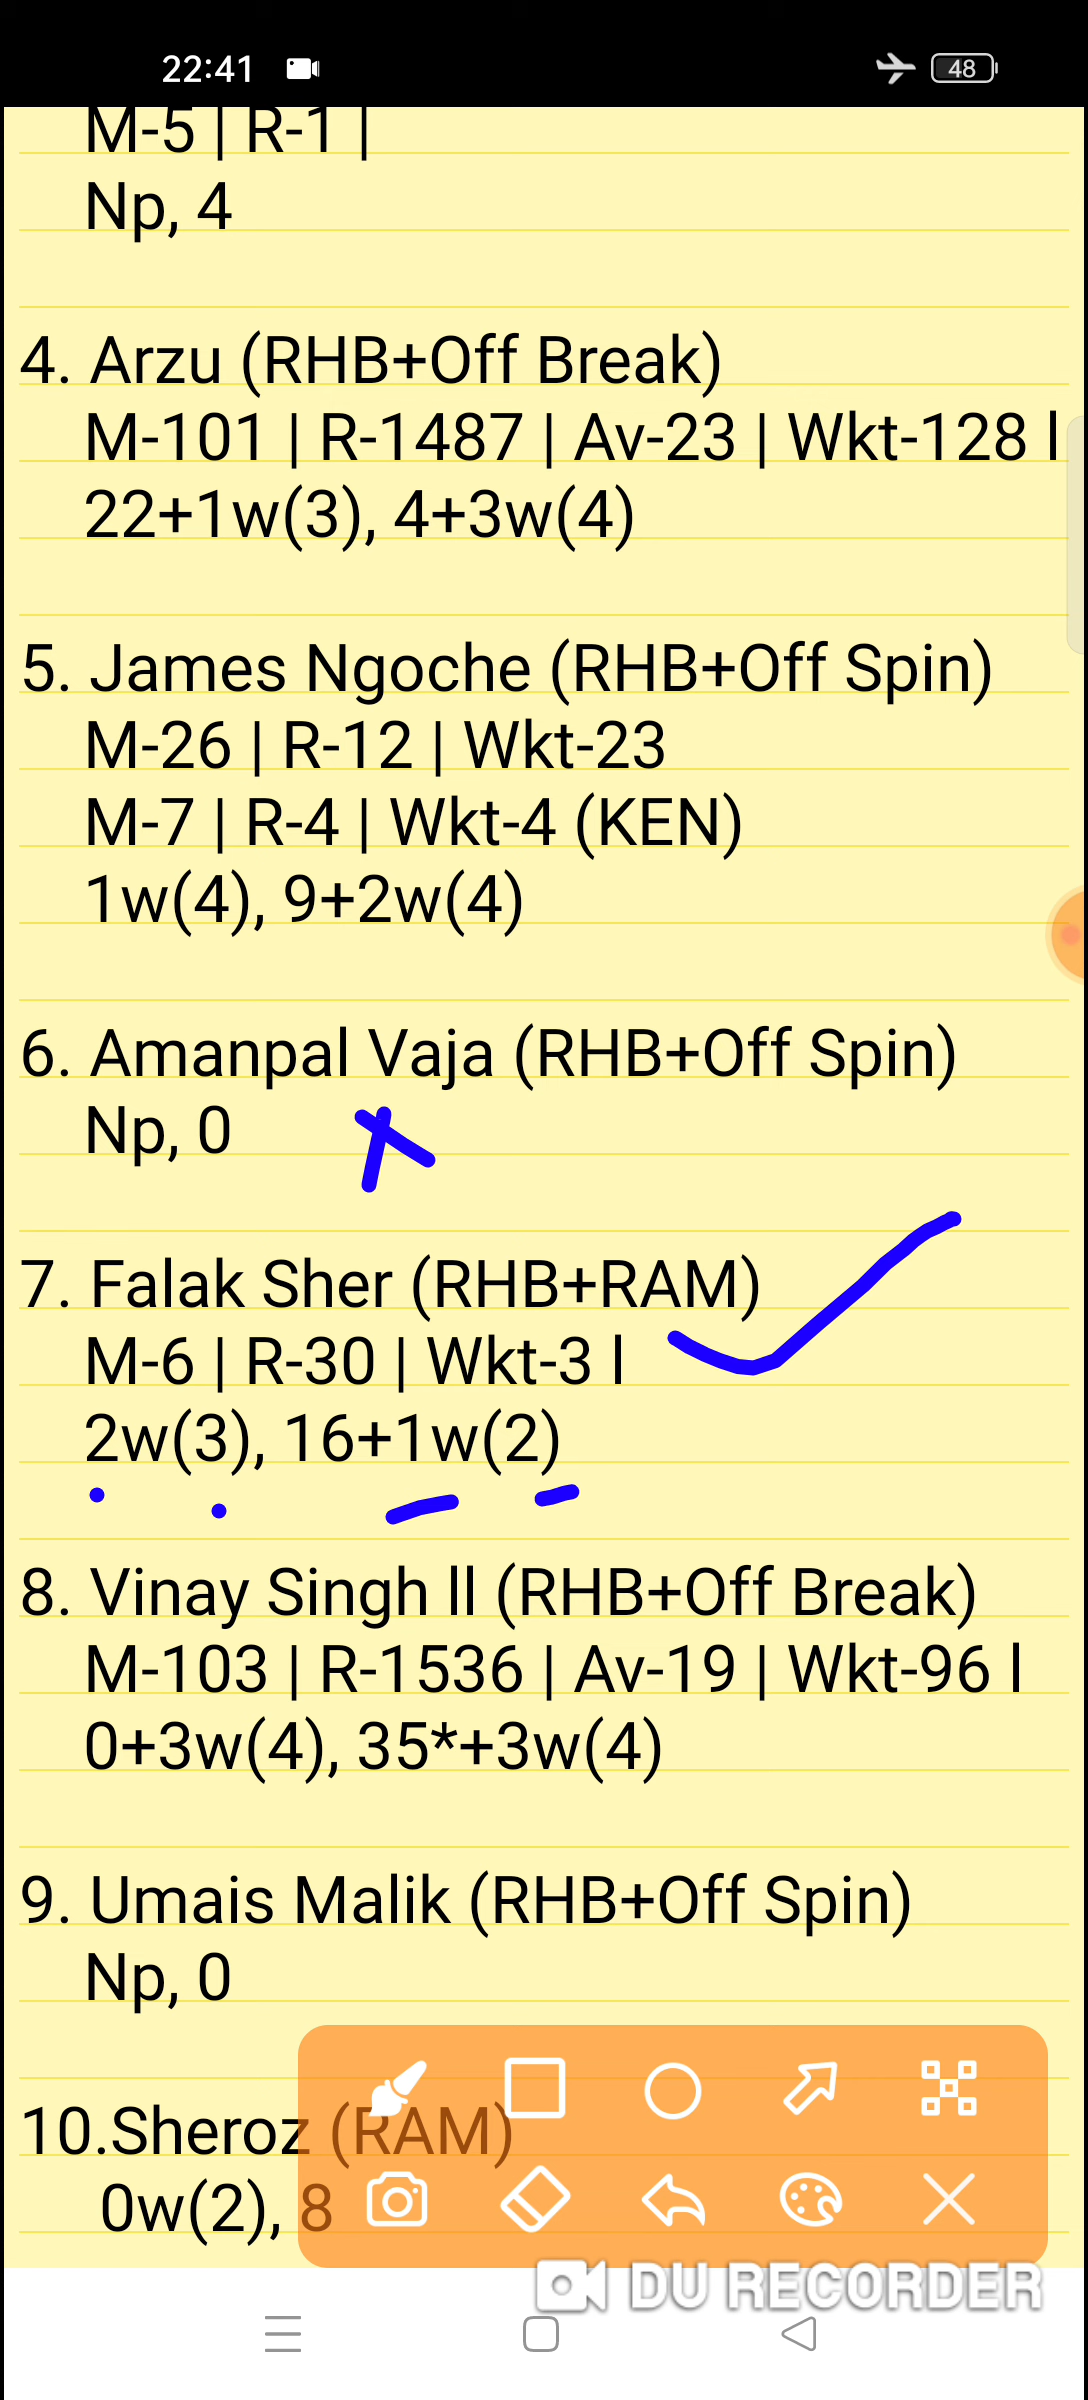 22:41
48
M-5 | R-1 |
Np, 4
4. Arzu (RHB+Off Break)
M-101 | R-1487 | Av-23 | Wkt-128 l
22+1w(3), 4+3w(4)
5. James Ngoche (RHB+Off Spin)
M-26 | R-12 | Wkt-23
M-7 | R-4 | Wkt-4 (KEN)
1w(4), 9+2w(4)
6. Amanpal Vaja (RHB+Off Spin)
Np, 0
7. Falak Sher (RHB+RAM)
M-6 | R-30 | Wkt-3 l
2w(3), 16+1w(2)
8. Vinay Singh ll (RHB+Off Break)
M-103 | R-1536 | Av-19 | Wkt-96 l
0+3w(4), 35*+3w(4)
9. Umais Malik (RHB+Off Spin)
Np, 0
10.Sheroz (RAM)
0w(2), 8
DU RECORDER